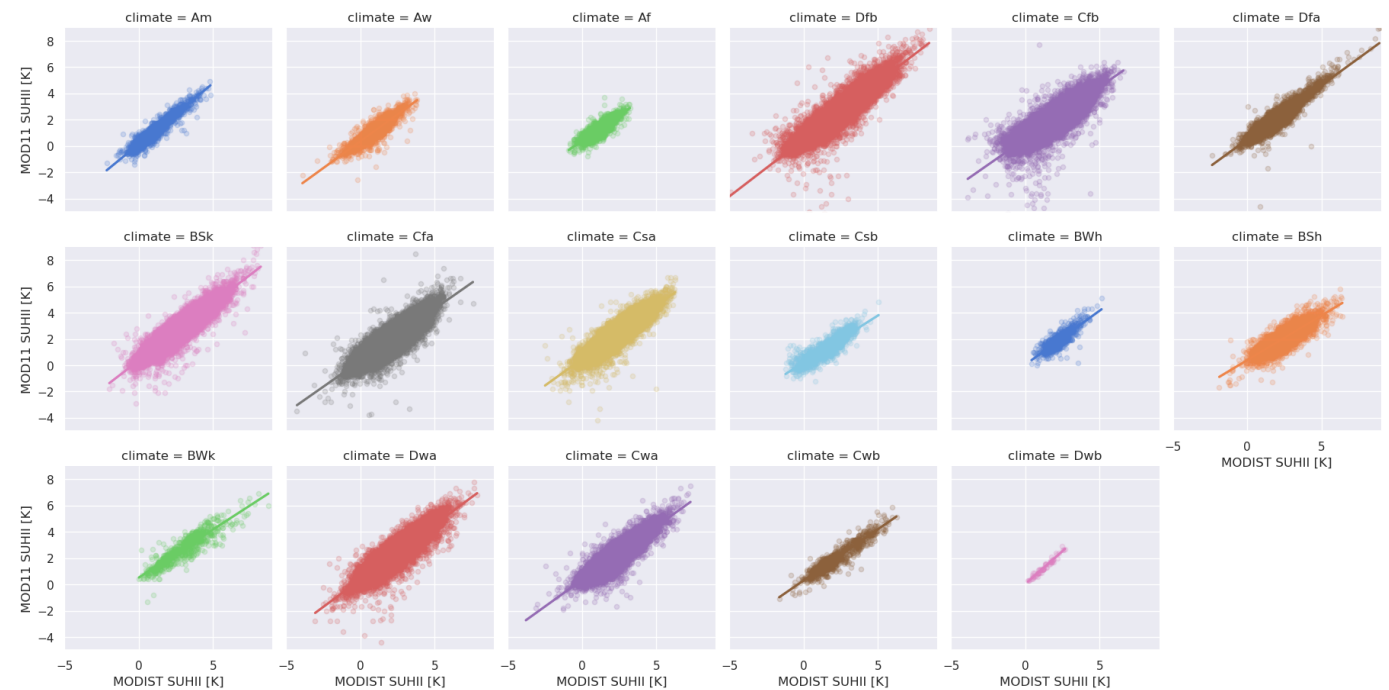 climate = Am
climate = Aw
climate = Af
climate = Dfb
climate = Cfb
climate = Dfa
MOD11 SUHII [K]
8
6
4
2
0
−2
−4
climate = BSk
climate = Cfa
climate = Csa
climate = Csb
climate = BWh
climate = BSh
MOD11 SUHII [K]
8
6
4
2
0
−2
−4
−5 0 5
MODIST SUHII [K]
climate = BWk
climate = Dwa
climate = Cwa
climate = Cwb
climate = Dwb
MOD11 SUHII [K]
8
6
4
2
0
−2
−4
−5 0 5
−5 0 5
−5 0 5
−5 0 5
−5 0 5
MODIST SUHII [K]
MODIST SUHII [K]
MODIST SUHII [K]
MODIST SUHII [K]
MODIST SUHII [K]